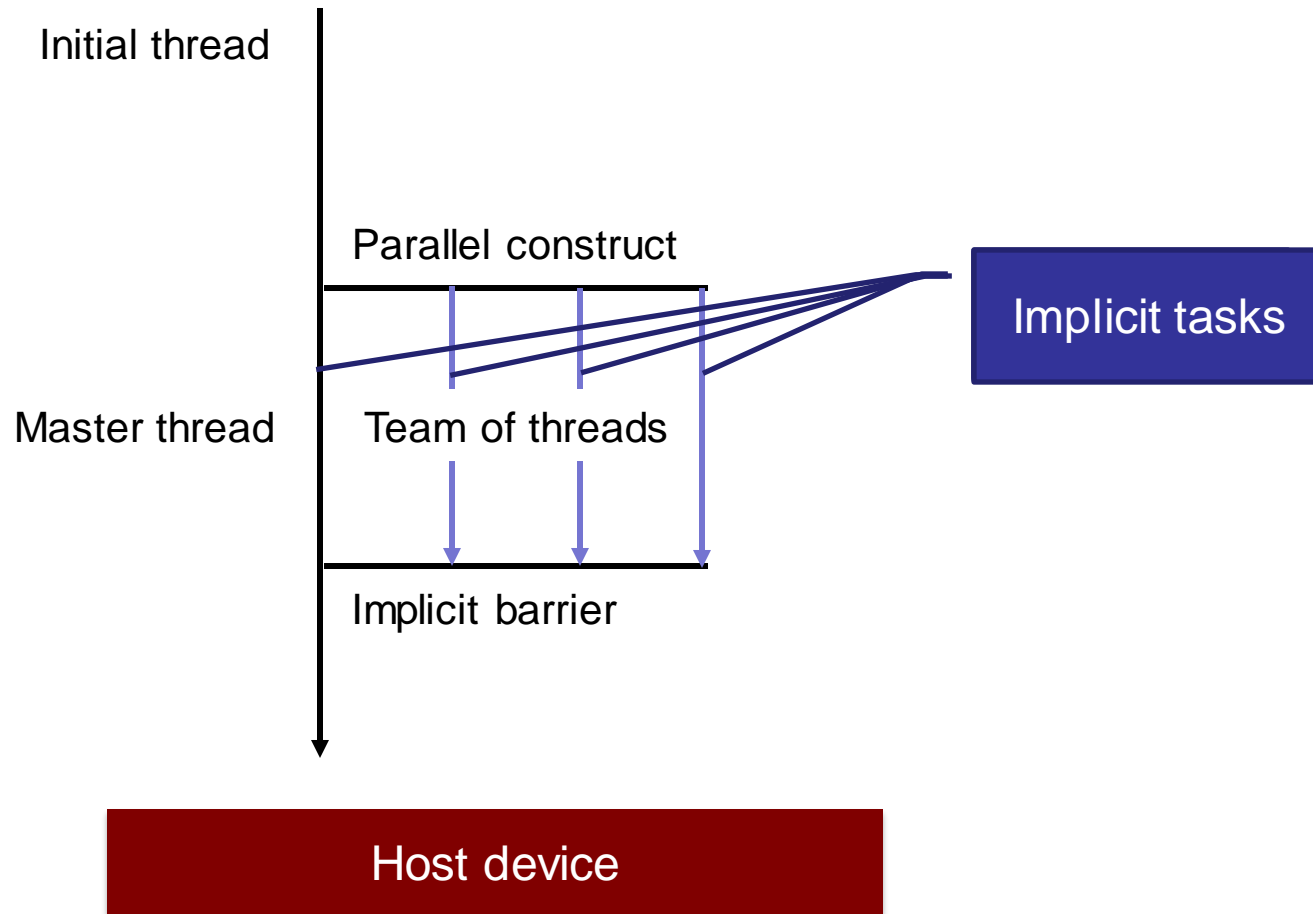 Initial thread
Parallel construct
Implicit tasks
Master thread
Team of threads
Implicit barrier
Host device